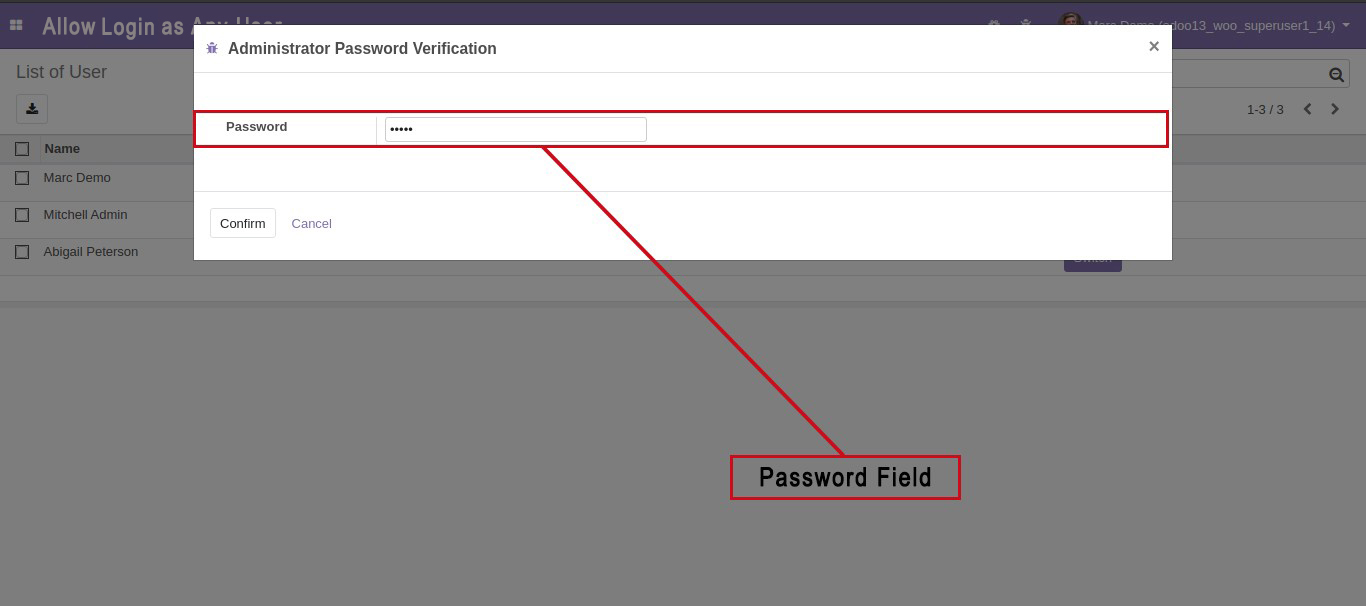 Allow Login as Any User
Marc Demo (odoo13_woo_superuser1_14)
Administrator Password Verification
×
List of User
1-3 / 3
Password
•••••
Name
Marc Demo
Mitchell Admin
Confirm
Cancel
Abigail Peterson
Switch
Password Field